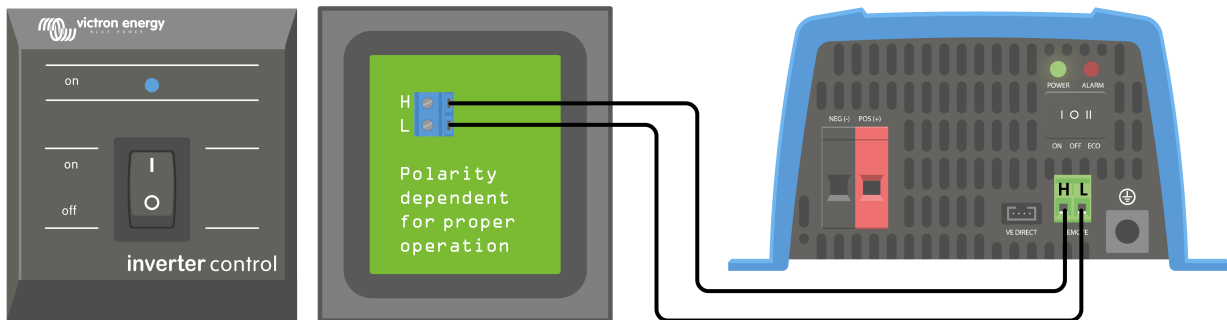 victron energy
BLUE POWER
on
on
I
O
off
inverter control
H
L
Polarity
dependent
for proper
operation
POWER ALARM
I O II
ON OFF ECO
NEG (-) POS (+)
H L
VE DIRECT
REMOTE